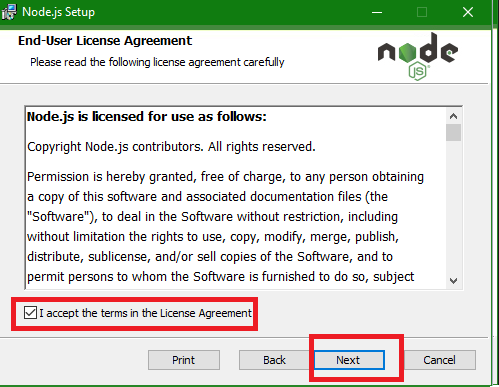 Node.js Setup
End-User License Agreement
Please read the following license agreement carefully
node
JS
Node.js is licensed for use as follows:
Copyright Node.js contributors. All rights reserved.
Permission is hereby granted, free of charge, to any person obtaining
a copy of this software and associated documentation files (the
"Software"), to deal in the Software without restriction, including
without limitation the rights to use, copy, modify, merge, publish,
distribute, sublicense, and/or sell copies of the Software, and to
permit persons to whom the Software is furnished to do so, subject
I accept the terms in the License Agreement
Print Back Next Cancel